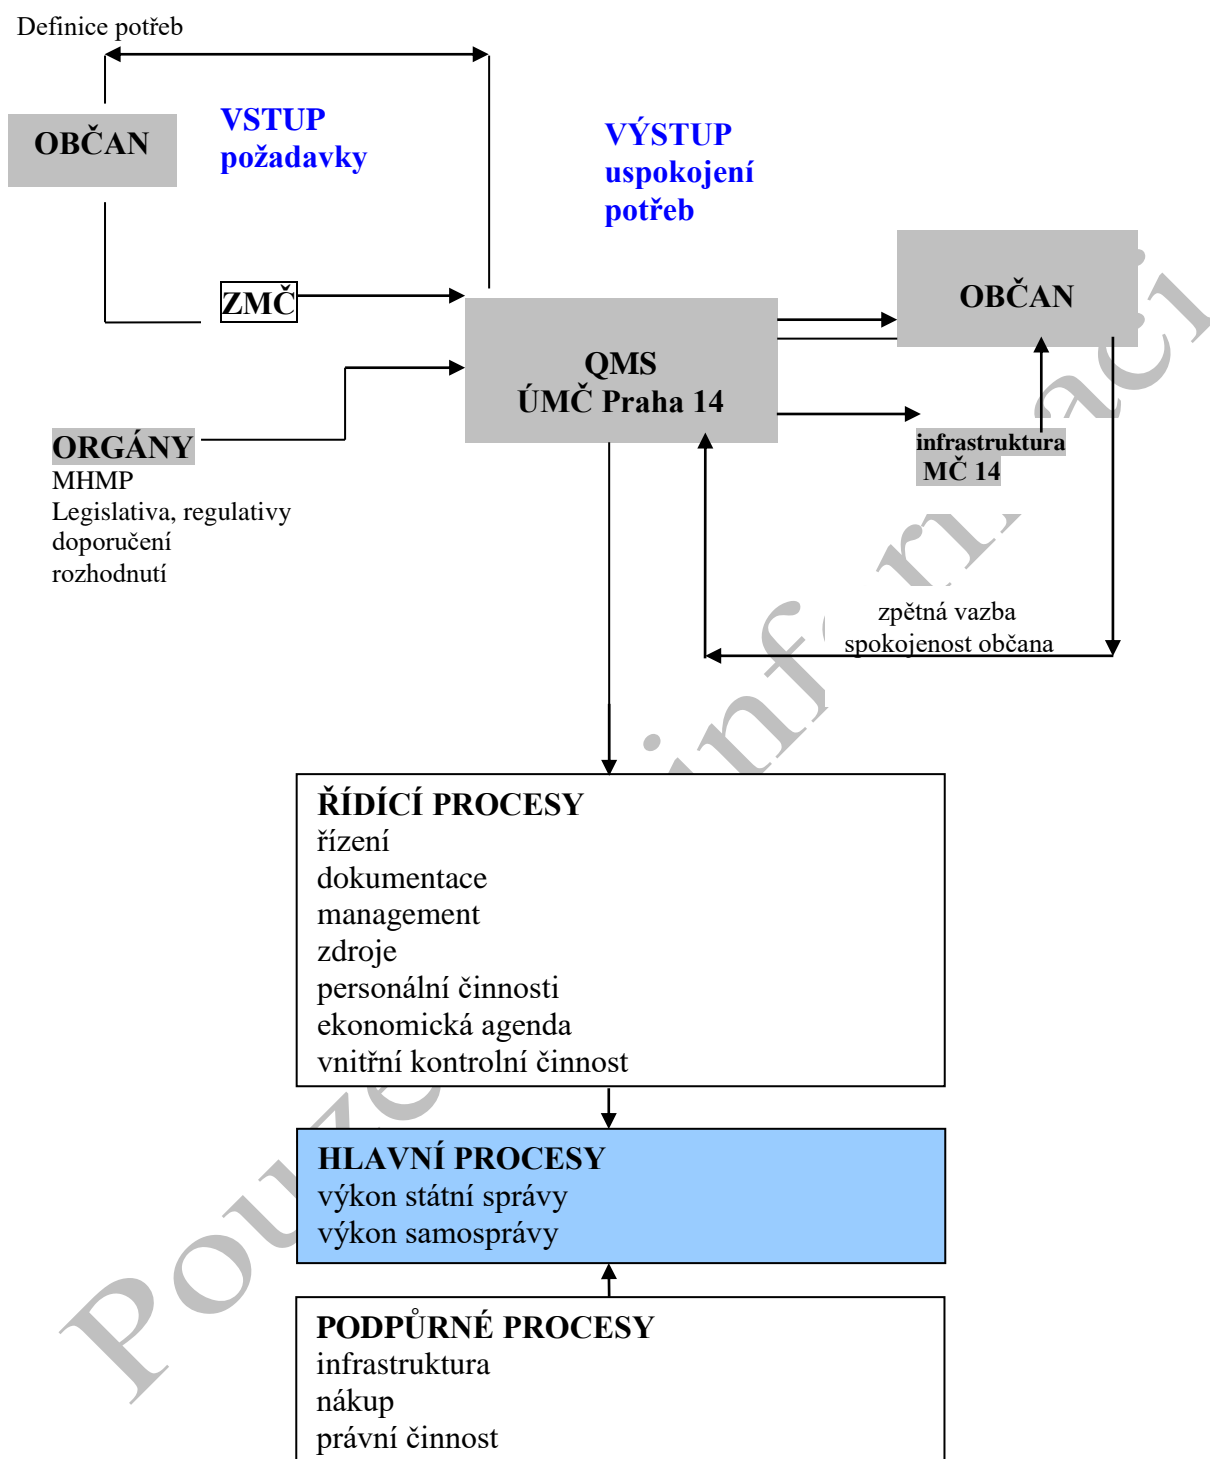 Definice potřeb
OBČAN
VSTUP
požadavky
VÝSTUP
uspokojení
potřeb
ZMČ
OBČAN
QMS
ÚMČ Praha 14
ORGÁNY
MHMP
Legislativa, regulativy
doporučení
rozhodnutí
infrastruktura
MČ 14
zpětná vazba
spokojenost občana
ŘÍDÍCÍ PROCESY
řízení
dokumentace
management
zdroje
personální činnosti
ekonomická agenda
vnitřní kontrolní činnost
HLAVNÍ PROCESY
výkon státní správy
výkon samosprávy
PODPŮRNÉ PROCESY
infrastruktura
nákup
právní činnost